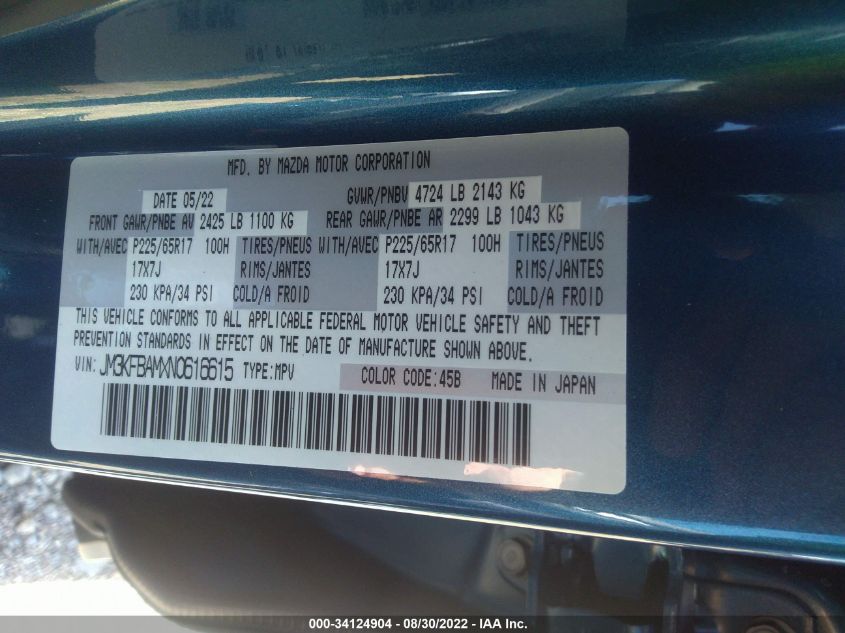 MFD. BY MAZDA MOTOR CORPORATION
DATE 05/22 GVWR/PNBV 4724 LB 2143 KG
FRONT GAWR/PNBE AV 2425 LB 1100 KG REAR GAWR/PNBE AR 2299 LB 1043 KG
WITH/AVEC P225/65R17 100H TIRES/PNEUS WITH/AVEC P225/65R17 100H TIRES/PNEUS
17X7J RIMS/JANTES 17X7J RIMS/JANTES
230 KPA/34 PSI COLD/A FROID 230 KPA/34 PSI COLD/A FROID
THIS VEHICLE CONFORMS TO ALL APPLICABLE FEDERAL MOTOR VEHICLE SAFETY AND THEFT
PREVENTION STANDARDS IN EFFECT ON THE DATE OF MANUFACTURE SHOWN ABOVE.
VIN: JM3KFBAMXN0616615 TYPE:MPV COLOR CODE:45B MADE IN JAPAN
000-34124904 - 08/30/2022 - IAA Inc.